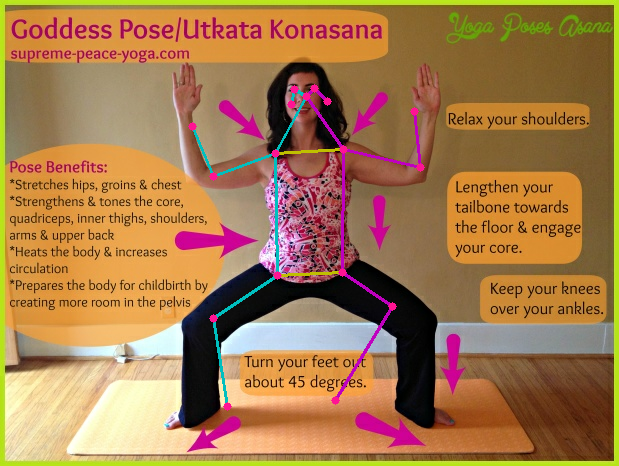 Goddess Pose/Utkata Konasana
supreme-peace-yoga.com
Yoga Poses Asana
Relax your shoulders.
Pose Benefits:
*Stretches hips, groins & chest
*Strengthens & tones the core,
quadriceps, inner thighs, shoulders,
arms & upper back
*Heats the body & increases
circulation
*Prepares the body for childbirth by
creating more room in the pelvis
Lengthen your
tailbone towards
the floor & engage
your core.
Keep your knees
over your ankles.
Turn your feet out
about 45 degrees.